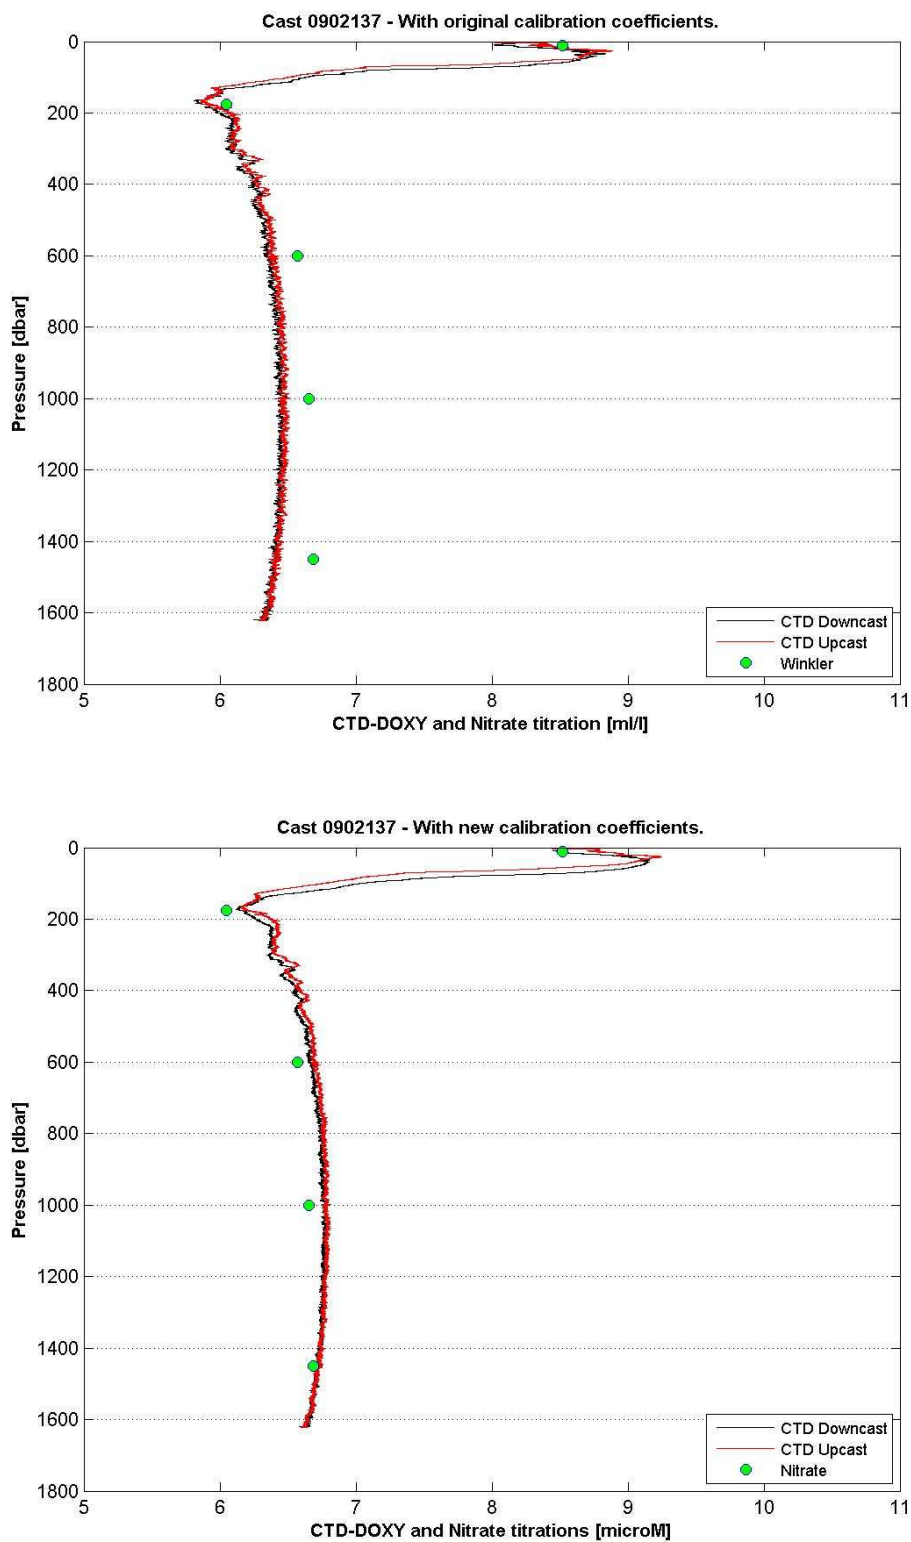 Cast 0902137 - With original calibration coefficients.
0
200
400
600
800
1000
1200
1400
1600
1800
Pressure [dbar]
CTD Downcast
CTD Upcast
Winkler
5 6 7 8 9 10 11
CTD-DOXY and Nitrate titration [ml/l]
Cast 0902137 - With new calibration coefficients.
0
200
400
600
800
1000
1200
1400
1600
1800
Pressure [dbar]
CTD Downcast
CTD Upcast
Nitrate
5 6 7 8 9 10 11
CTD-DOXY and Nitrate titrations [microM]